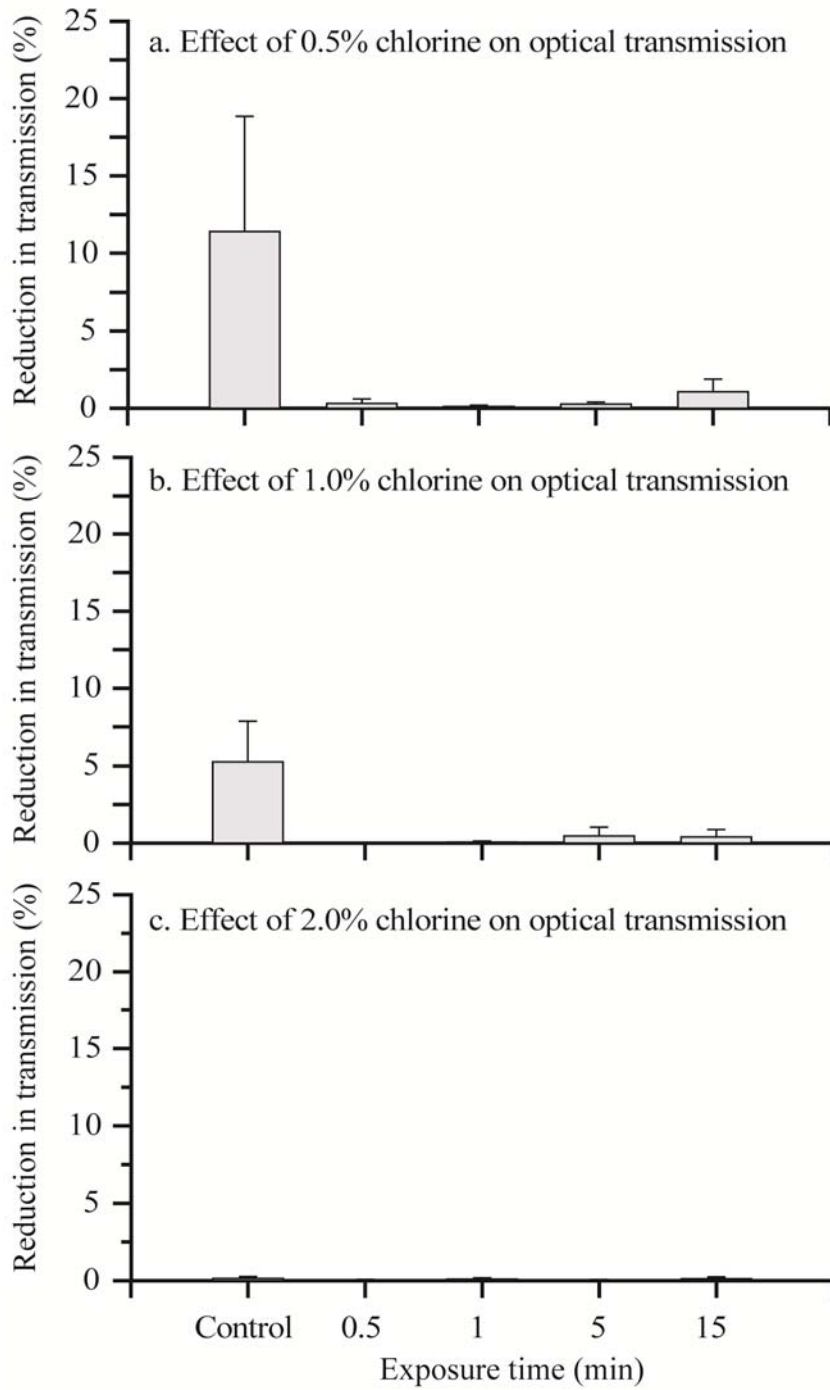 a. Effect of 0.5% chlorine on optical transmission
Reduction in transmission (%)
25
20
15
10
5
0
b. Effect of 1.0% chlorine on optical transmission
Reduction in transmission (%)
25
20
15
10
5
0
c. Effect of 2.0% chlorine on optical transmission
Reduction in transmission (%)
25
20
15
10
5
0
Control 0.5 1 5 15
Exposure time (min)